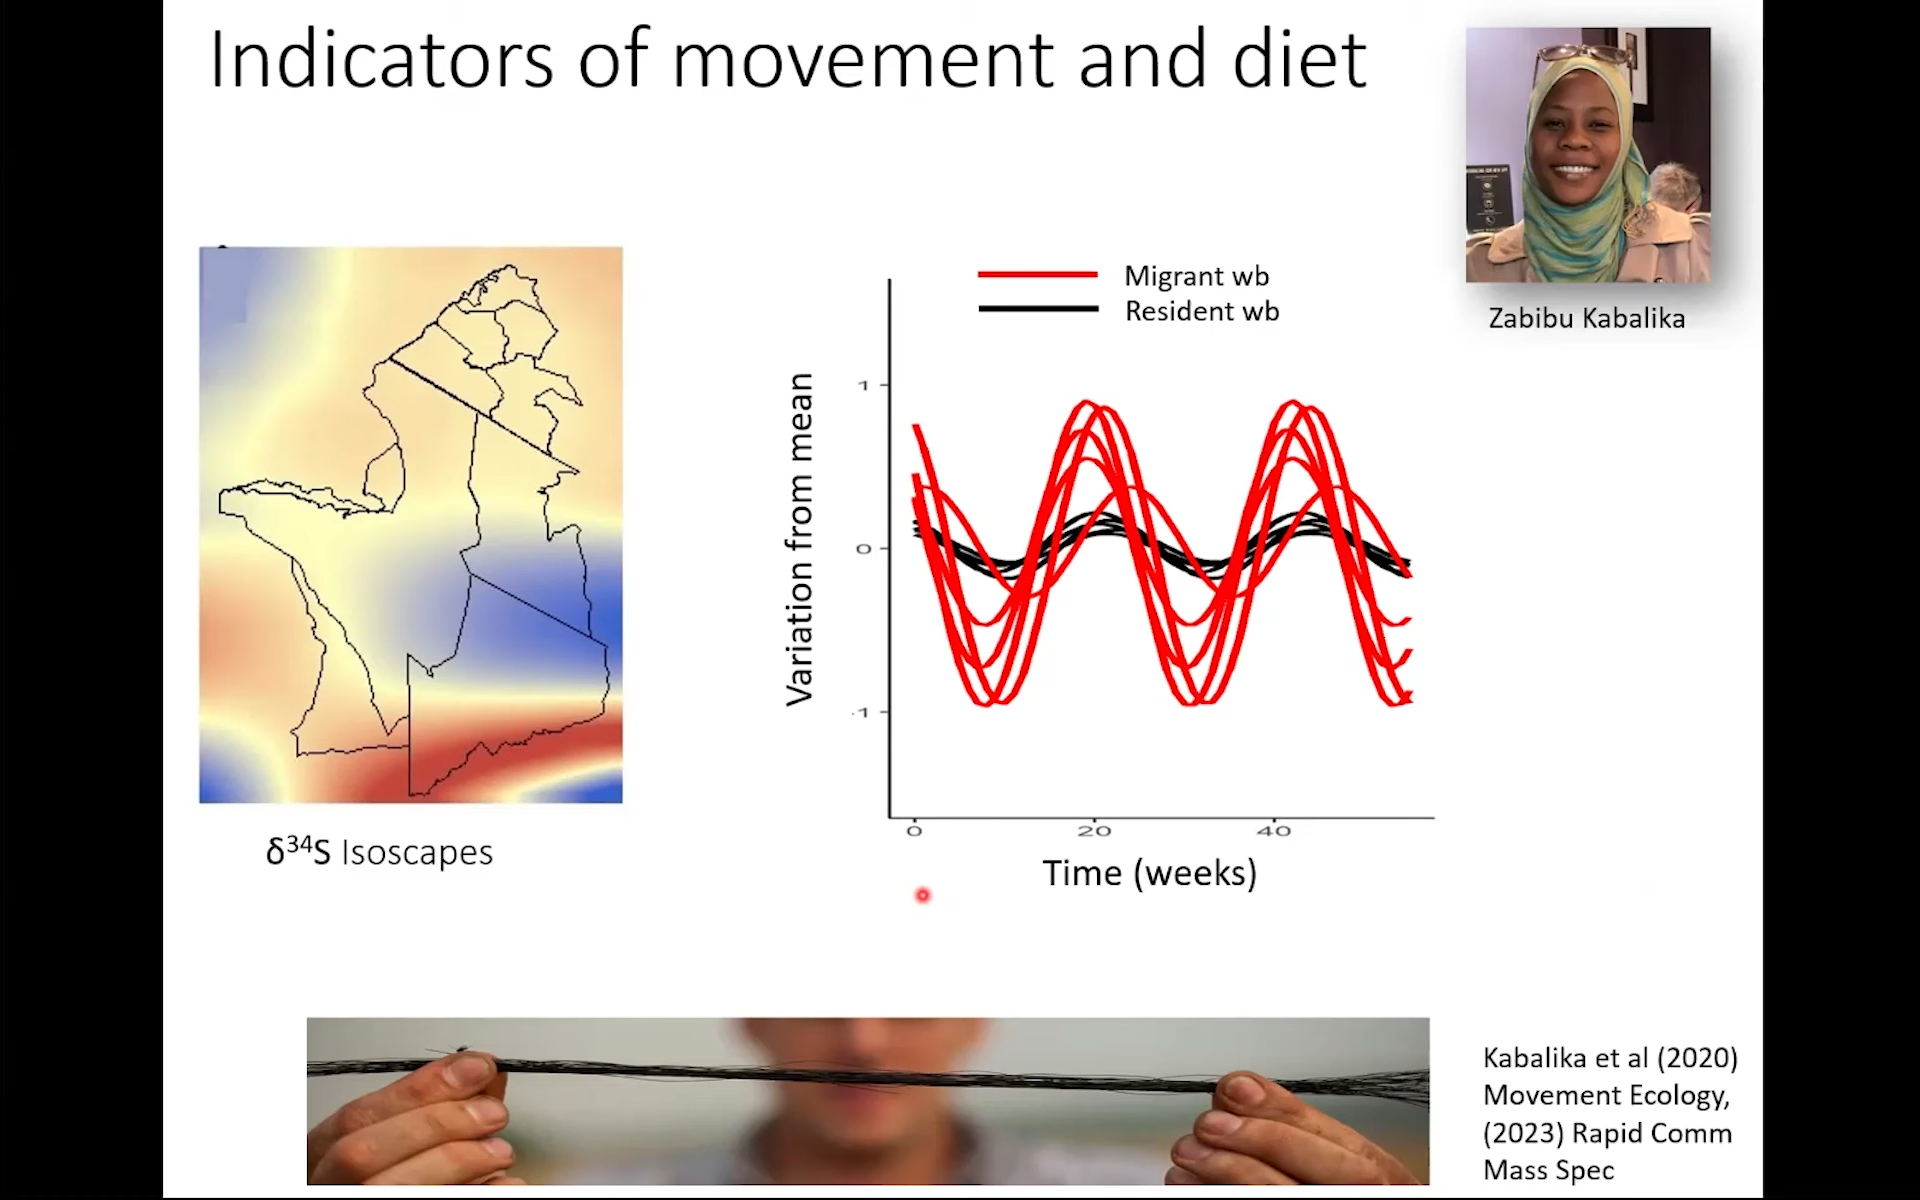 Indicators of movement and diet
Zabibu Kabalika
Migrant wb
Resident wb
Variation from mean
1
0
-1
0
20
40
Time (weeks)
δ³⁴S Isoscapes
Kabalika et al (2020)
Movement Ecology,
(2023) Rapid Comm
Mass Spec